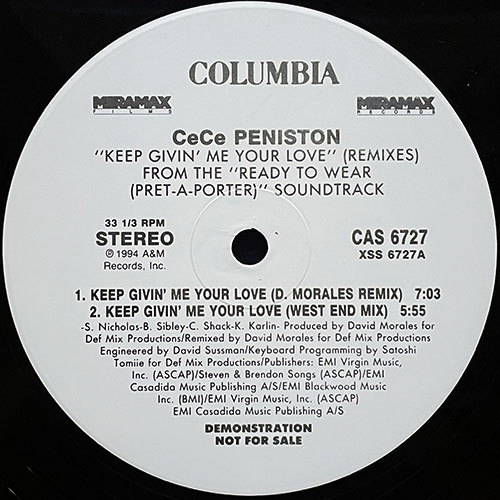 COLUMBIA
MIRAMAX
FILMS
MIRAMAX
RECORDS
CeCe PENISTON
"KEEP GIVIN' ME YOUR LOVE" (REMIXES)
FROM THE "READY TO WEAR
(PRET-A-PORTER)" SOUNDTRACK
33 1/3 RPM
STEREO
℗ 1994 A&M
Records, Inc.
CAS 6727
XSS 6727A
1. KEEP GIVIN' ME YOUR LOVE (D. MORALES REMIX) 7:03
2. KEEP GIVIN' ME YOUR LOVE (WEST END MIX) 5:55
-S. Nicholas-B. Sibley-C. Shack-K. Karlin- Produced by David Morales for
Def Mix Productions/Remixed by David Morales for Def Mix Productions
Engineered by David Sussman/Keyboard Programming by Satoshi
Tomiie for Def Mix Productions/Publishers: EMI Virgin Music,
Inc. (ASCAP)/Steven & Brendon Songs (ASCAP)/EMI
Casadida Music Publishing A/S/EMI Blackwood Music
Inc. (BMI)/EMI Virgin Music, Inc. (ASCAP)
EMI Casadida Music Publishing A/S
DEMONSTRATION
NOT FOR SALE